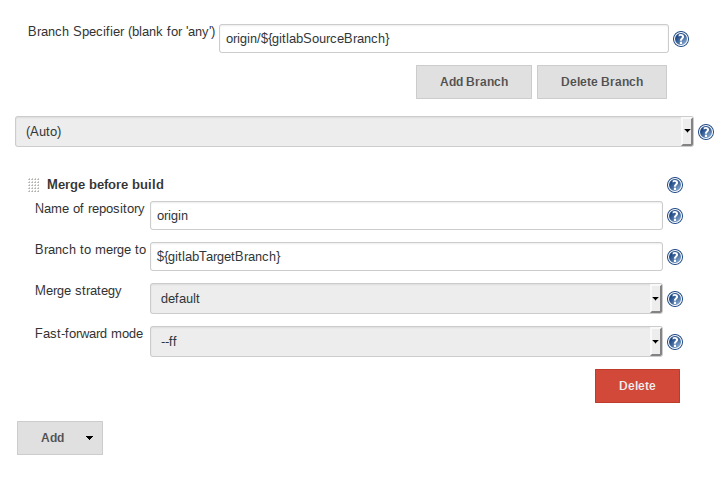 Branch Specifier (blank for 'any') origin/${gitlabSourceBranch}
Add Branch Delete Branch
(Auto)
Merge before build
Name of repository origin
Branch to merge to ${gitlabTargetBranch}
Merge strategy default
Fast-forward mode --ff
Delete
Add